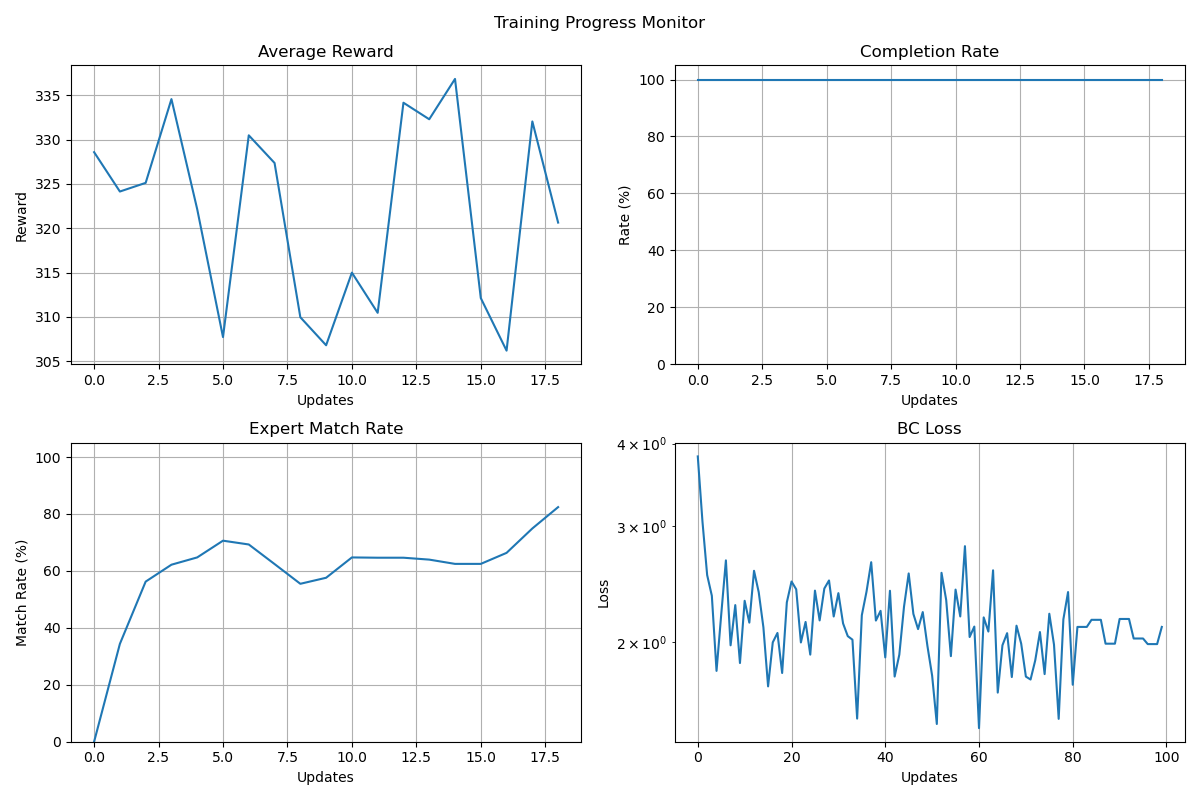 Training Progress Monitor
Average Reward
Reward
335
330
325
320
315
310
305
0.0 2.5 5.0 7.5 10.0 12.5 15.0 17.5
Updates
Completion Rate
Rate (%)
100
80
60
40
20
0
0.0 2.5 5.0 7.5 10.0 12.5 15.0 17.5
Updates
Expert Match Rate
Match Rate (%)
100
80
60
40
20
0
0.0 2.5 5.0 7.5 10.0 12.5 15.0 17.5
Updates
BC Loss
Loss
4 × 10⁰
3 × 10⁰
2 × 10⁰
0 20 40 60 80 100
Updates